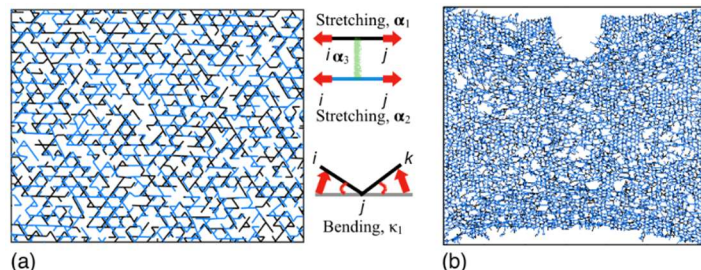 Stretching, α₁
i α₃ j
i j
Stretching, α₂
i k
j
Bending, κ₁
(a) (b)